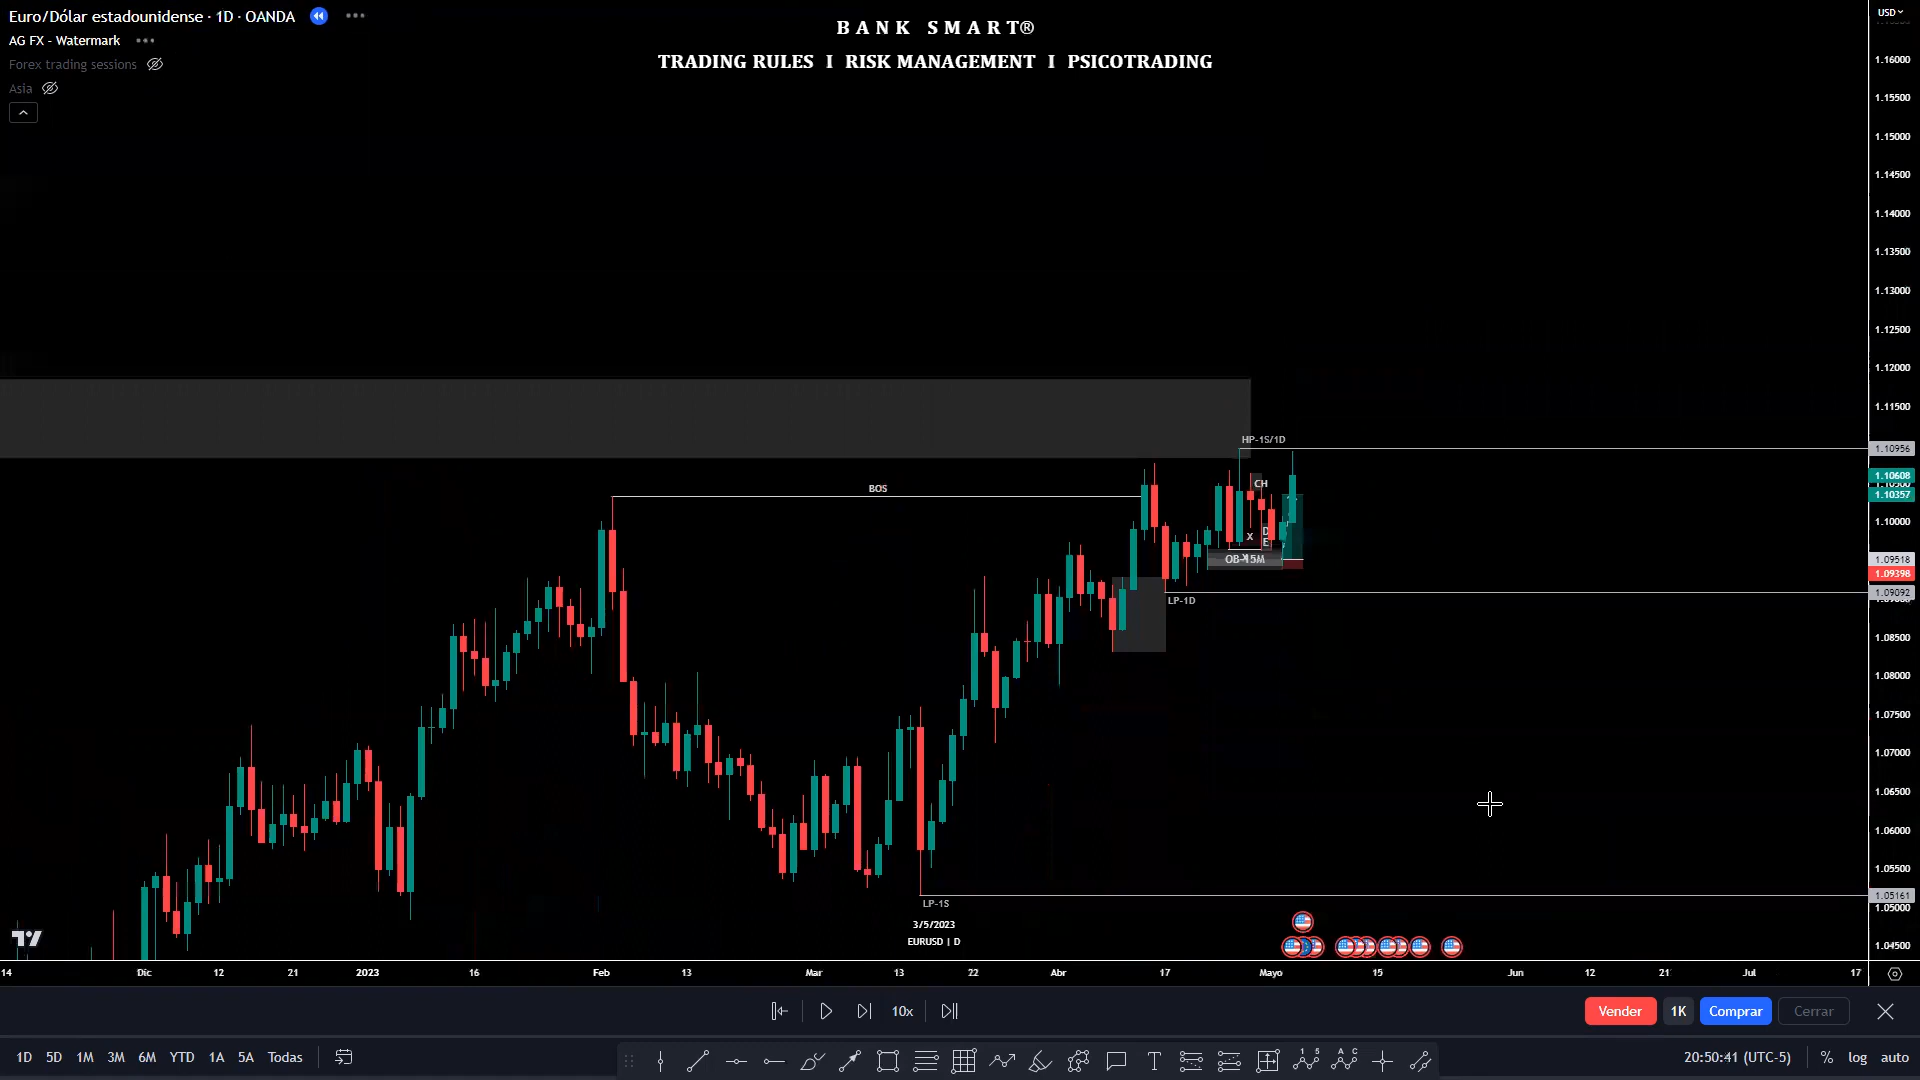 Euro/Dólar estadounidense · 1D · OANDA
AG FX - Watermark
Forex trading sessions
Asia
B A N K S M A R T®
TRADING RULES I RISK MANAGEMENT I PSICOTRADING
USD
1.16000
1.15500
1.15000
1.14500
1.14000
1.13500
1.13000
1.12500
1.12000
1.11500
1.10956
1.10608
1.10357
1.10000
1.09518
1.09398
1.09092
1.08500
1.08000
1.07500
1.07000
1.06500
1.06000
1.05500
1.05161
1.05000
1.04500
HP-1S/1D
BOS
CH
X
D
E
OB-15M
LP-1D
LP-1S
3/5/2023
EURUSD | D
14 Dic 12 21 2023 16 Feb 13 Mar 13 22 Abr 17 Mayo 15 Jun 12 21 Jul 17
10x
Vender 1K Comprar Cerrar
1D 5D 1M 3M 6M YTD 1A 5A Todas
20:50:41 (UTC-5) % log auto